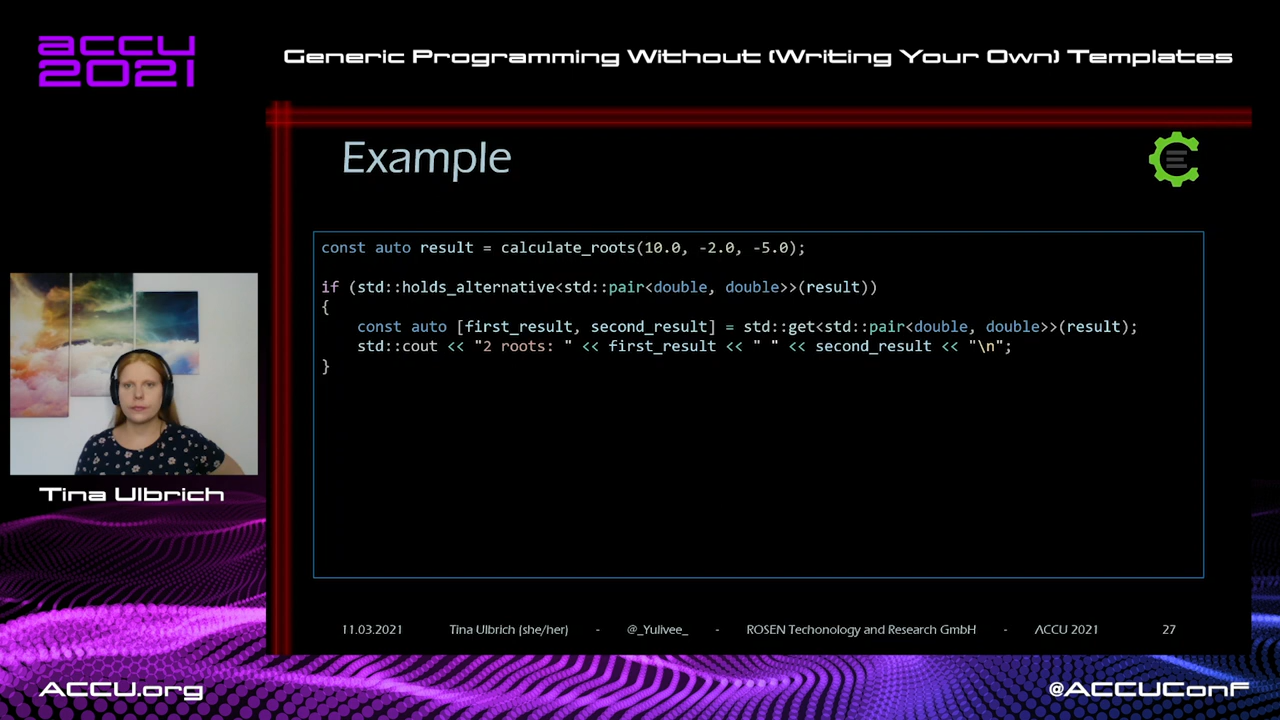 accu
2021
Generic Programming Without (Writing Your Own) Templates
Example
const auto result = calculate_roots(10.0, -2.0, -5.0);
if (std::holds_alternative<std::pair<double, double>>(result))
{
const auto [first_result, second_result] = std::get<std::pair<double, double>>(result);
std::cout << "2 roots: " << first_result << " " << second_result << "\n";
}
Tina Ulbrich
11.03.2021 Tina Ulbrich (she/her) - @_Yulivee_ - ROSEN Techonology and Research GmbH - ACCU 2021 27
ACCU.org
@ACCUConf